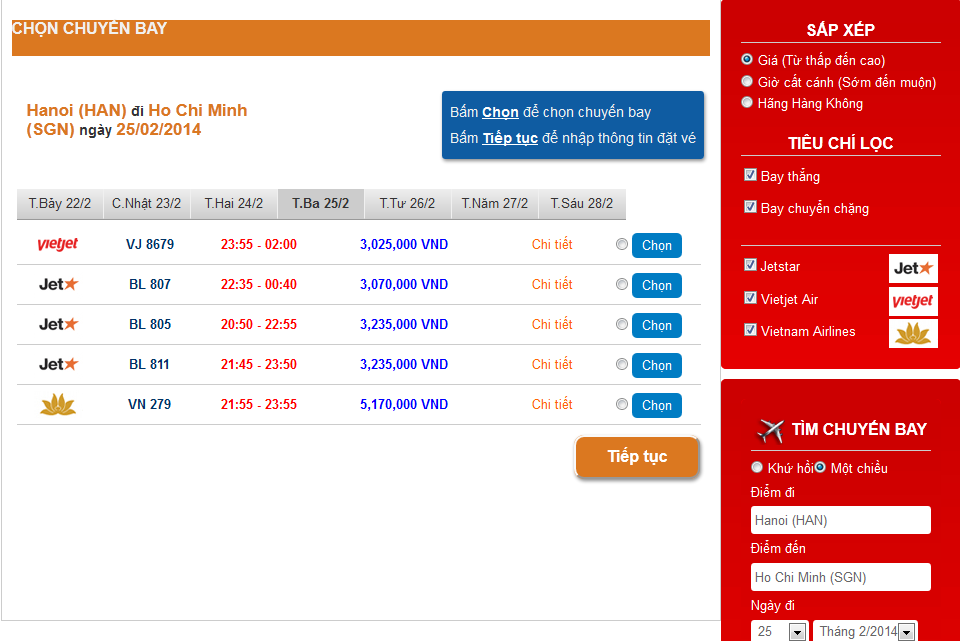 CHỌN CHUYẾN BAY
Hanoi (HAN) đi Ho Chi Minh
(SGN) ngày 25/02/2014
Bấm Chọn để chọn chuyến bay
Bấm Tiếp tục để nhập thông tin đặt vé
T.Bảy 22/2 C.Nhật 23/2 T.Hai 24/2 T.Ba 25/2 T.Tư 26/2 T.Năm 27/2 T.Sáu 28/2
vietjet VJ 8679 23:55 - 02:00 3,025,000 VND Chi tiết Chọn
Jet BL 807 22:35 - 00:40 3,070,000 VND Chi tiết Chọn
Jet BL 805 20:50 - 22:55 3,235,000 VND Chi tiết Chọn
Jet BL 811 21:45 - 23:50 3,235,000 VND Chi tiết Chọn
VN 279 21:55 - 23:55 5,170,000 VND Chi tiết Chọn
Tiếp tục
SẮP XẾP
Giá (Từ thấp đến cao)
Giờ cất cánh (Sớm đến muộn)
Hãng Hàng Không
TIÊU CHÍ LỌC
Bay thẳng
Bay chuyển chặng
Jetstar Jet
Vietjet Air vietjet
Vietnam Airlines
TÌM CHUYẾN BAY
Khứ hồi Một chiều
Điểm đi
Hanoi (HAN)
Điểm đến
Ho Chi Minh (SGN)
Ngày đi
25 Tháng 2/2014